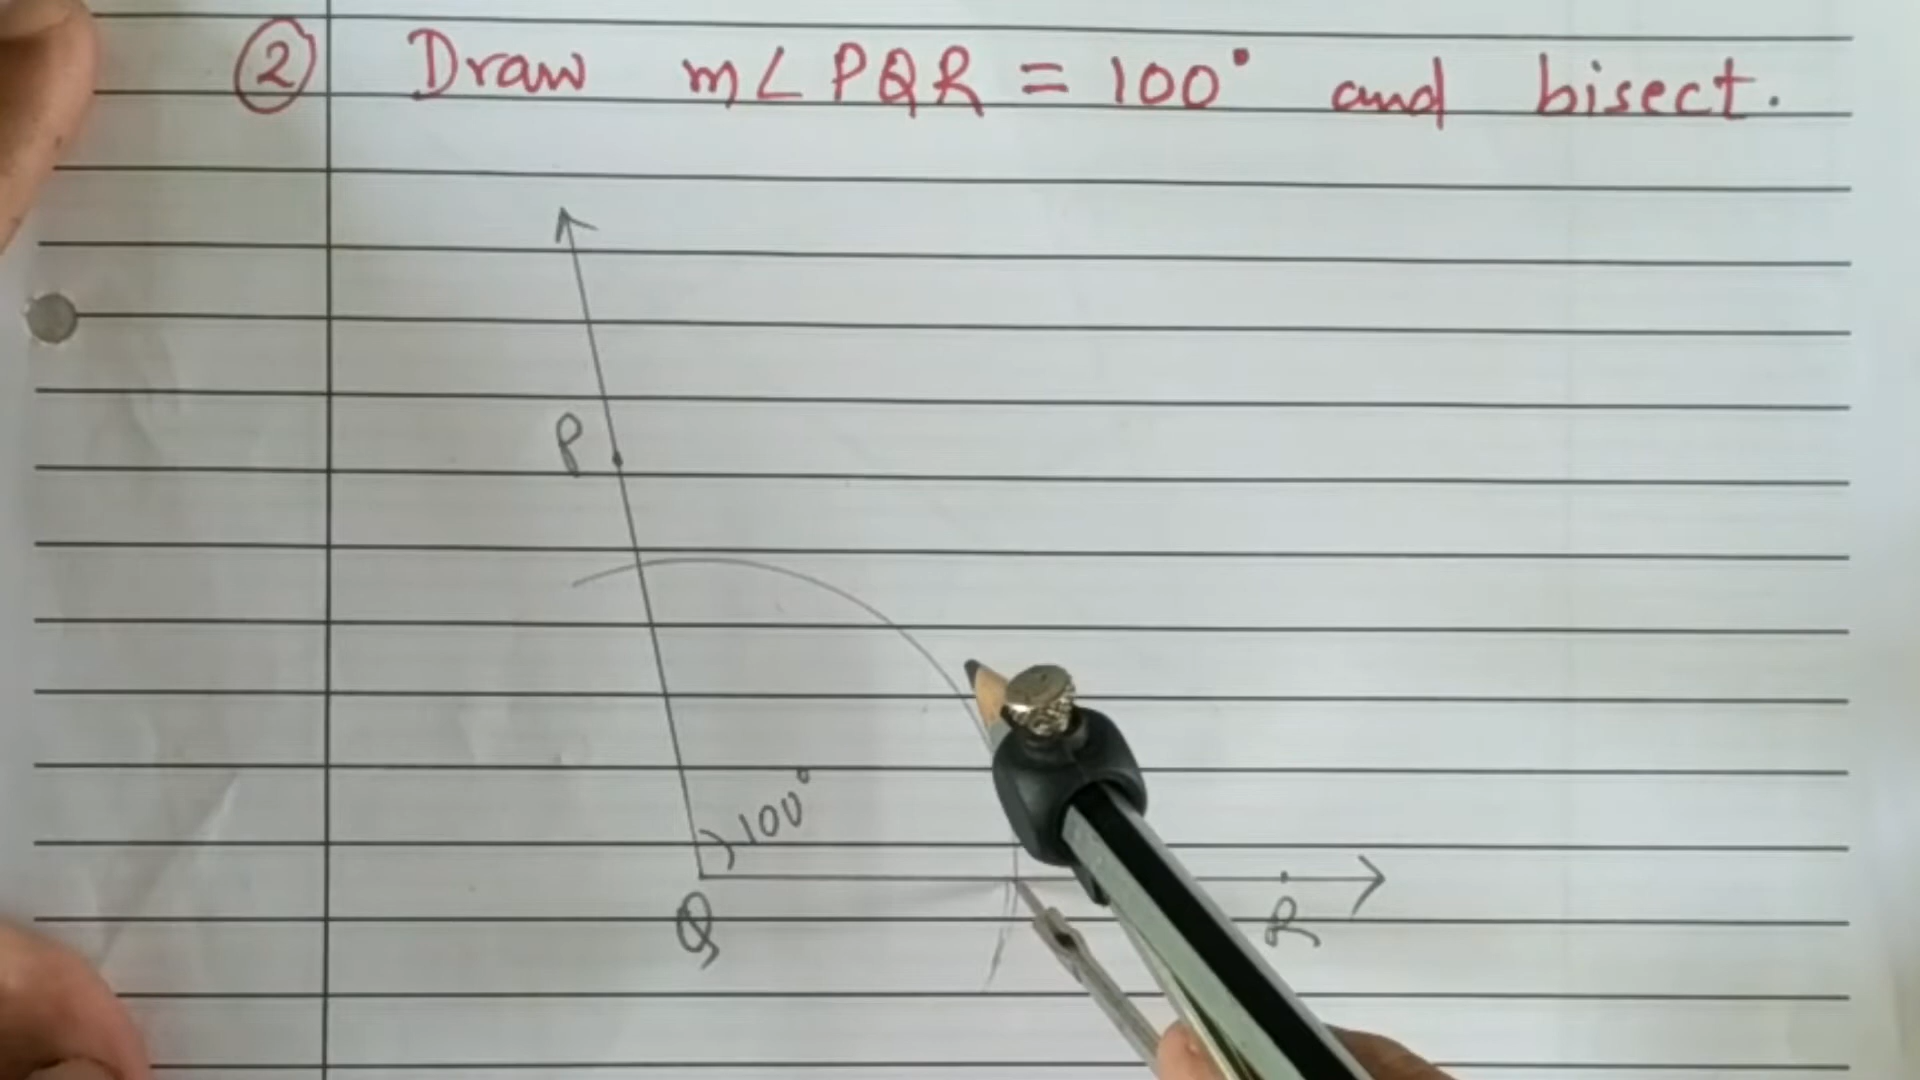 ② Draw m∠PQR = 100° and bisect.
P
100°
Q
R